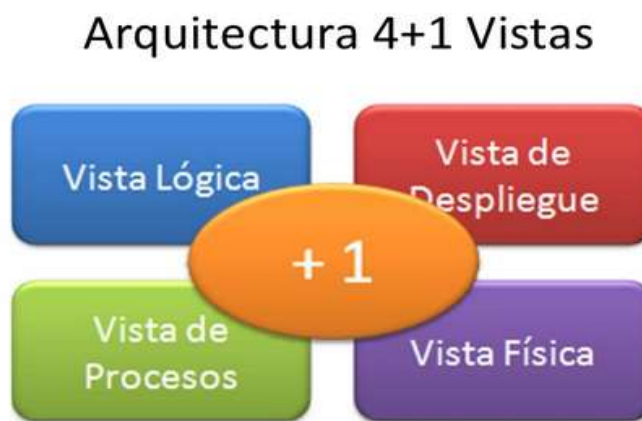 Arquitectura 4+1 Vistas
Vista Lógica
Vista de
Despliegue
+ 1
Vista de
Procesos
Vista Física